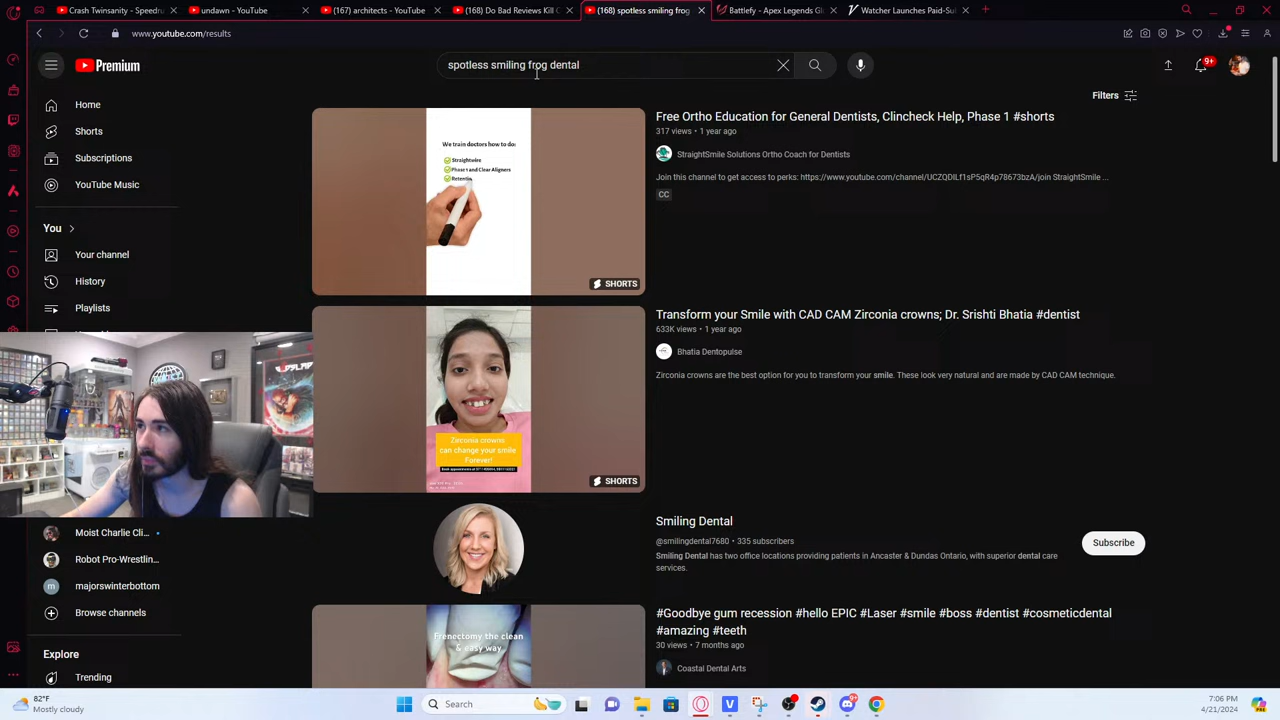 Crash Twinsanity - Speedru
undawn - YouTube
(167) architects - YouTube
(168) Do Bad Reviews Kill C
(168) spotless smiling frog
Battlefy - Apex Legends Gl
Watcher Launches Paid-Sub
www.youtube.com/results
Premium
spotless smiling frog dental
9+
Home
Shorts
Subscriptions
YouTube Music
You
Your channel
History
Playlists
Filters
We train doctors how to do:
Straightwire
Phase 1 and Clear Aligners
SHORTS
Free Ortho Education for General Dentists, Clincheck Help, Phase 1 #shorts
317 views • 1 year ago
StraightSmile Solutions Ortho Coach for Dentists
Join this channel to get access to perks: https://www.youtube.com/channel/UCZQDILf1sP5qR4p78673bzA/join StraightSmile ...
CC
Zirconia crowns
can change your smile
Forever!
SHORTS
Transform your Smile with CAD CAM Zirconia crowns; Dr. Srishti Bhatia #dentist
633K views • 1 year ago
Bhatia Dentopulse
Zirconia crowns are the best option for you to transform your smile. These look very natural and are made by CAD CAM technique.
Moist Charlie Cli...
Robot Pro-Wrestlin...
m
majorswinterbottom
Browse channels
Explore
Trending
Smiling Dental
@smilingdental7680 • 335 subscribers
Smiling Dental has two office locations providing patients in Ancaster & Dundas Ontario, with superior dental care
services.
Subscribe
Frenectomy the clean
& easy way
#Goodbye gum recession #hello EPIC #Laser #smile #boss #dentist #cosmeticdental
#amazing #teeth
30 views • 7 months ago
Coastal Dental Arts
82°F
Mostly cloudy
Search
9+
7:06 PM
4/21/2024